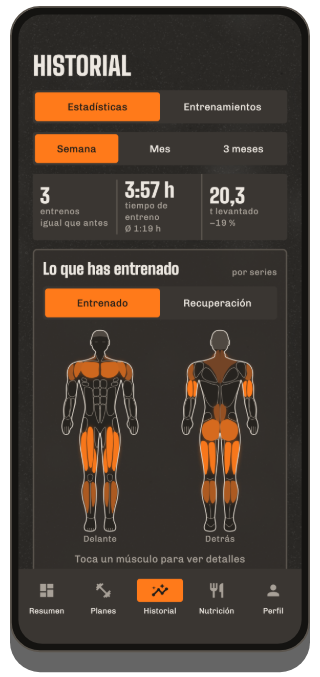 HISTORIAL
Estadísticas Entrenamientos
Semana Mes 3 meses
3 3:57 h 20,3
entrenos tiempo de entreno t levantado
igual que antes Ø 1:19 h −19 %
Lo que has entrenado por series
Entrenado Recuperación
Delante Detrás
Toca un músculo para ver detalles
Resumen Planes Historial Nutrición Perfil